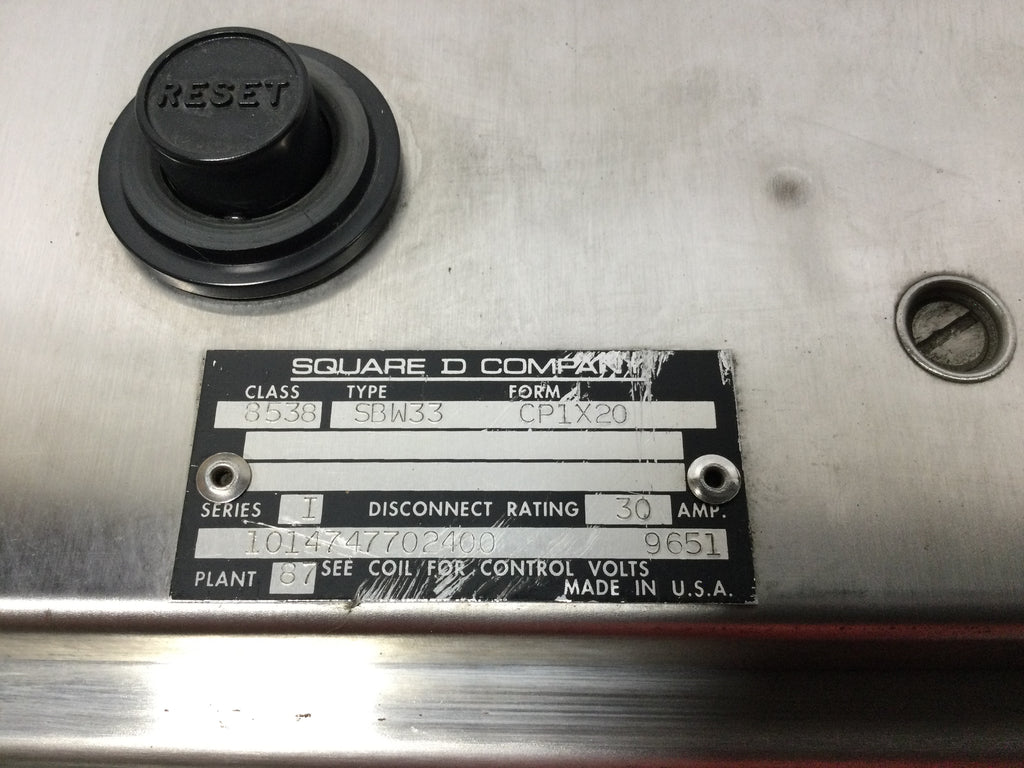 RESET
SQUARE D COMPANY
CLASS TYPE FORM
8538 SBW33 CP1X20
SERIES I DISCONNECT RATING 30 AMP.
1014747702400 9651
PLANT 87 SEE COIL FOR CONTROL VOLTS
MADE IN U.S.A.